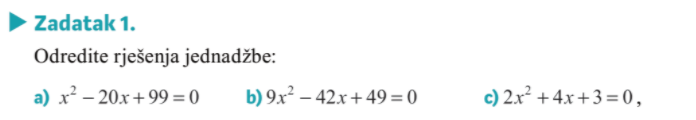 ▶ Zadatak 1.
Odredite rješenja jednadžbe:
a) x² − 20x + 99 = 0 b) 9x² − 42x + 49 = 0 c) 2x² + 4x + 3 = 0,